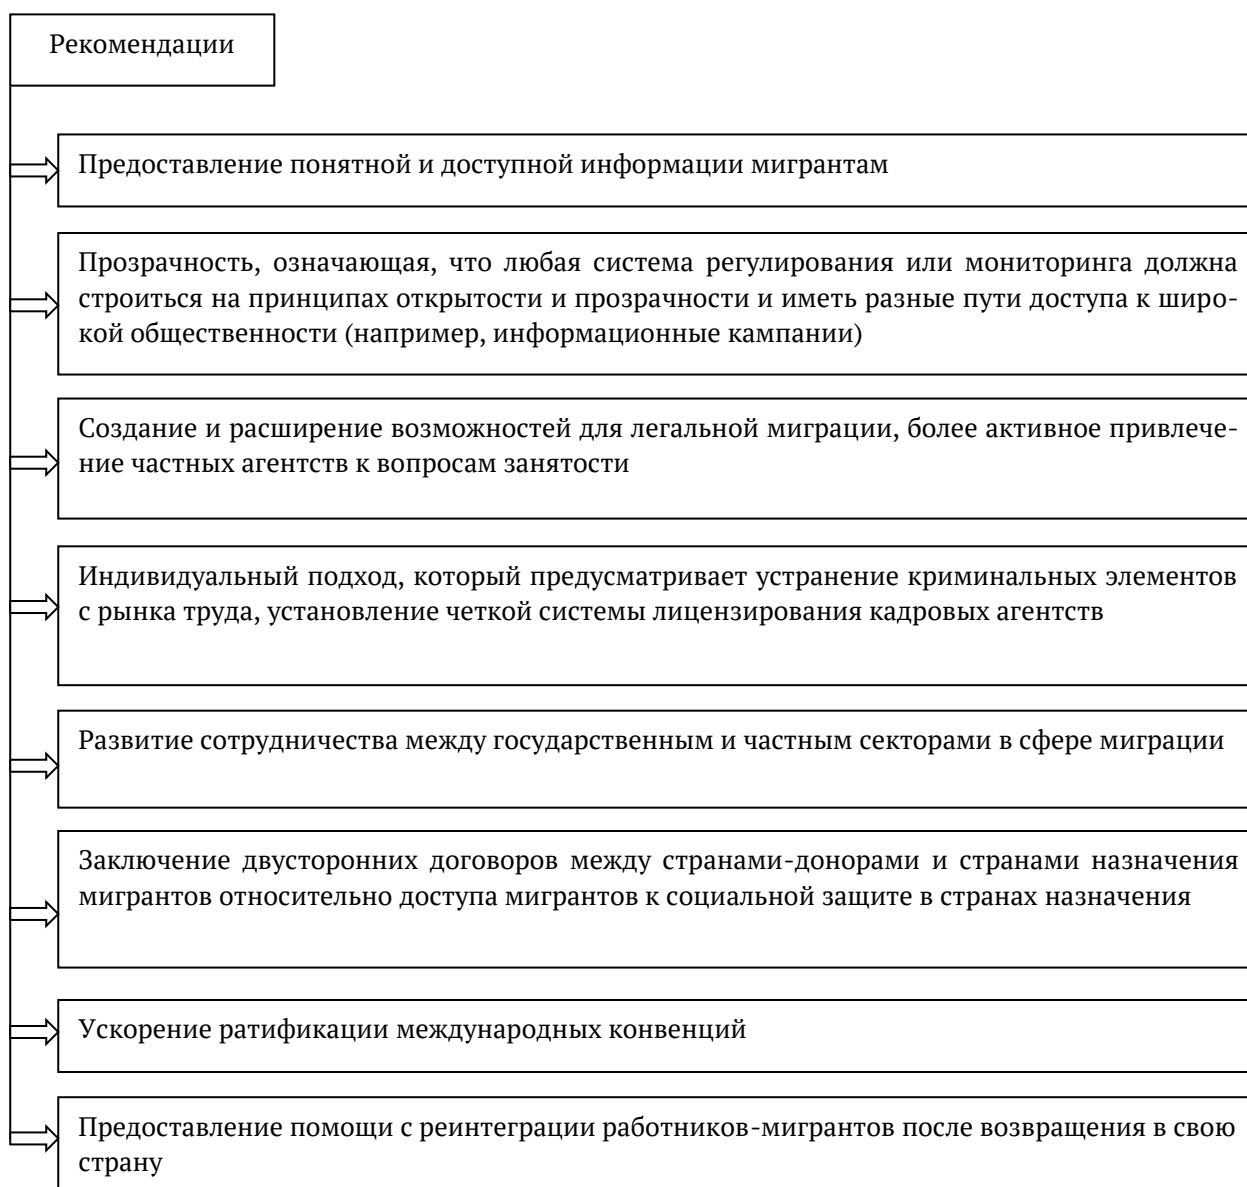 Рекомендации
Предоставление понятной и доступной информации мигрантам
Прозрачность, означающая, что любая система регулирования или мониторинга должна
строиться на принципах открытости и прозрачности и иметь разные пути доступа к широ-
кой общественности (например, информационные кампании)
Создание и расширение возможностей для легальной миграции, более активное привлече-
ние частных агентств к вопросам занятости
Индивидуальный подход, который предусматривает устранение криминальных элементов
с рынка труда, установление четкой системы лицензирования кадровых агентств
Развитие сотрудничества между государственным и частным секторами в сфере миграции
Заключение двусторонних договоров между странами-донорами и странами назначения
мигрантов относительно доступа мигрантов к социальной защите в странах назначения
Ускорение ратификации международных конвенций
Предоставление помощи с реинтеграции работников-мигрантов после возвращения в свою
страну